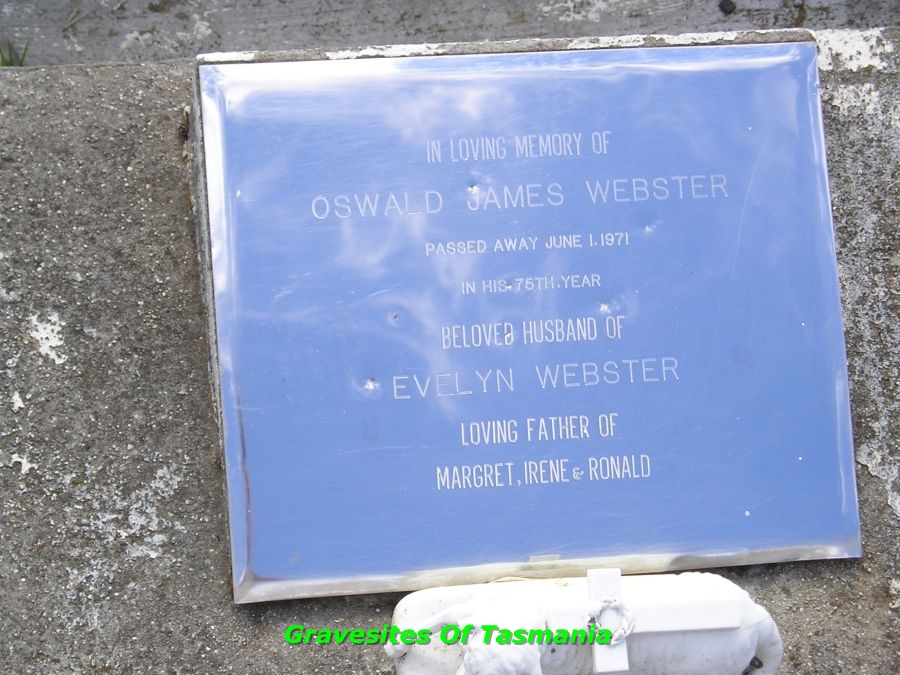 IN LOVING MEMORY OF
OSWALD JAMES WEBSTER
PASSED AWAY JUNE 1.1971
IN HIS 75TH.YEAR
BELOVED HUSBAND OF
EVELYN WEBSTER
LOVING FATHER OF
MARGRET, IRENE & RONALD
Gravesites Of Tasmania